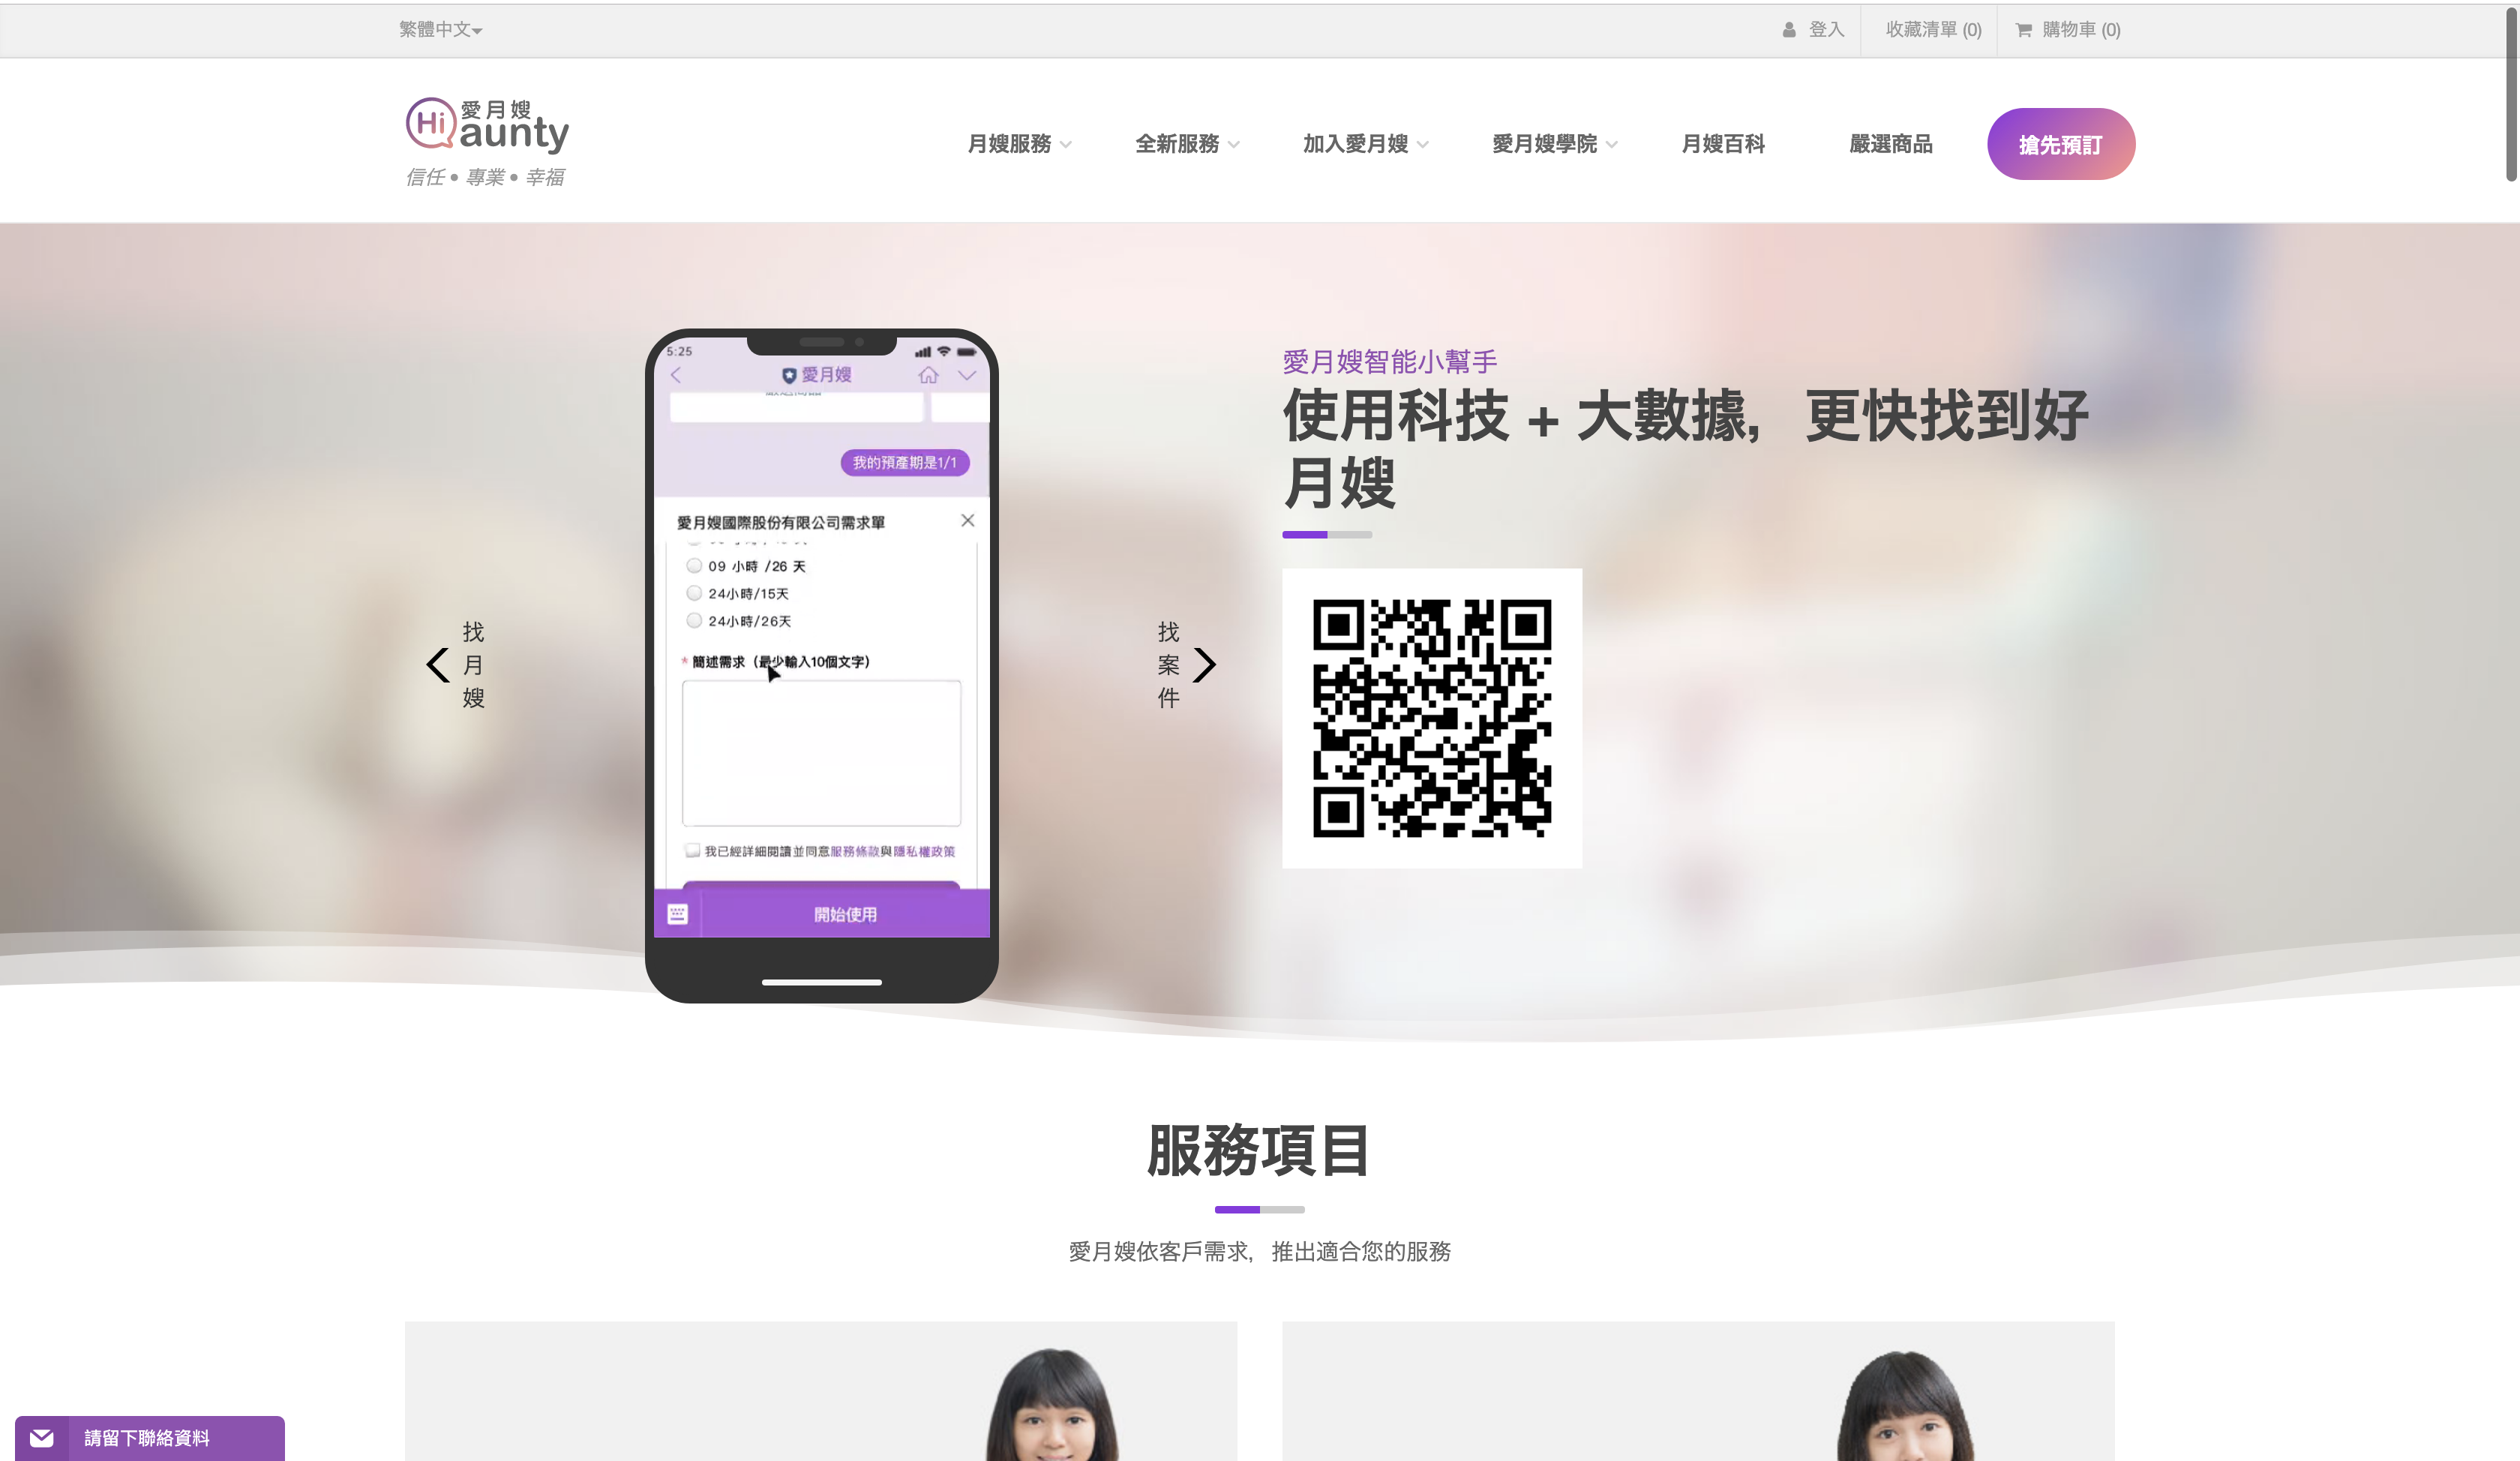 繁體中文
登入
收藏清單 (0)
購物車 (0)
Hi 愛月嫂
aunty
信任 • 專業 • 幸福
月嫂服務
全新服務
加入愛月嫂
愛月嫂學院
月嫂百科
嚴選商品
搶先預訂
5:25
愛月嫂
我的預產期是1/1
愛月嫂國際股份有限公司需求單
09 小時 /26 天
24小時/15天
24小時/26天
* 簡述需求（最少輸入10個文字）
我已經詳細閱讀並同意服務條款與隱私權政策
開始使用
找月嫂
找案件
愛月嫂智能小幫手
使用科技 + 大數據，更快找到好
月嫂
服務項目
愛月嫂依客戶需求，推出適合您的服務
請留下聯絡資料